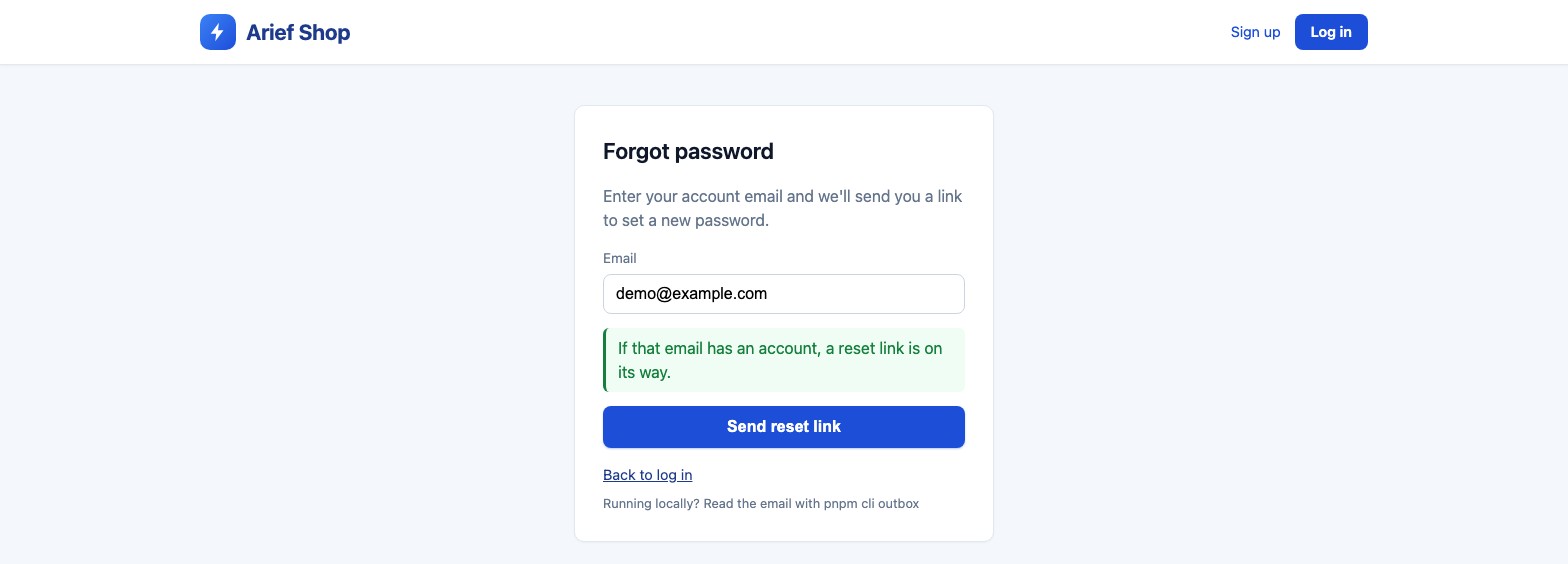 Arief Shop
Sign up
Log in
Forgot password
Enter your account email and we'll send you a link
to set a new password.
Email
demo@example.com
If that email has an account, a reset link is on
its way.
Send reset link
Back to log in
Running locally? Read the email with pnpm cli outbox